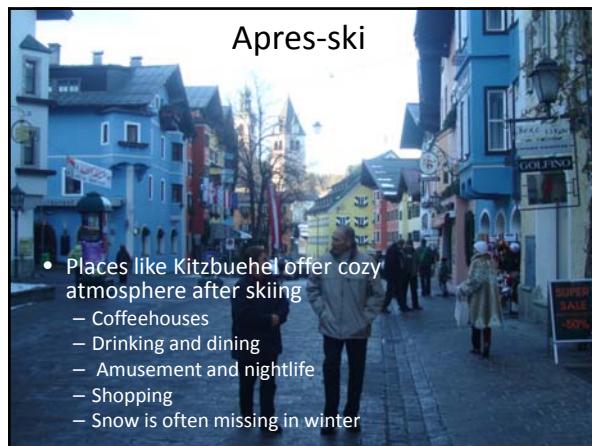 Apres-ski
GOLFINO
• Places like Kitzbuehel offer cozy
atmosphere after skiing
– Coffeehouses
– Drinking and dining
– Amusement and nightlife
– Shopping
– Snow is often missing in winter
SUPER
SALE
-50%